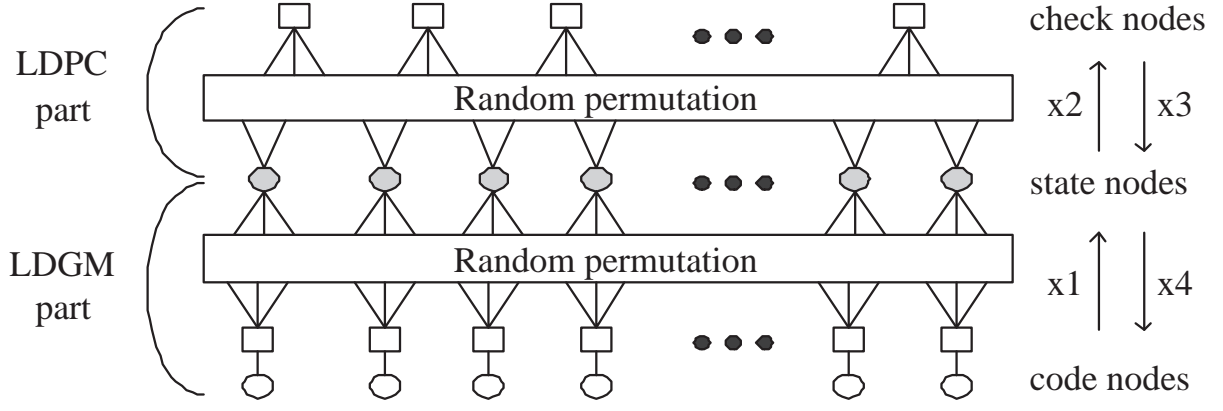 check nodes
LDPC
part
Random permutation
x2
x3
state nodes
LDGM
part
Random permutation
x1
x4
code nodes